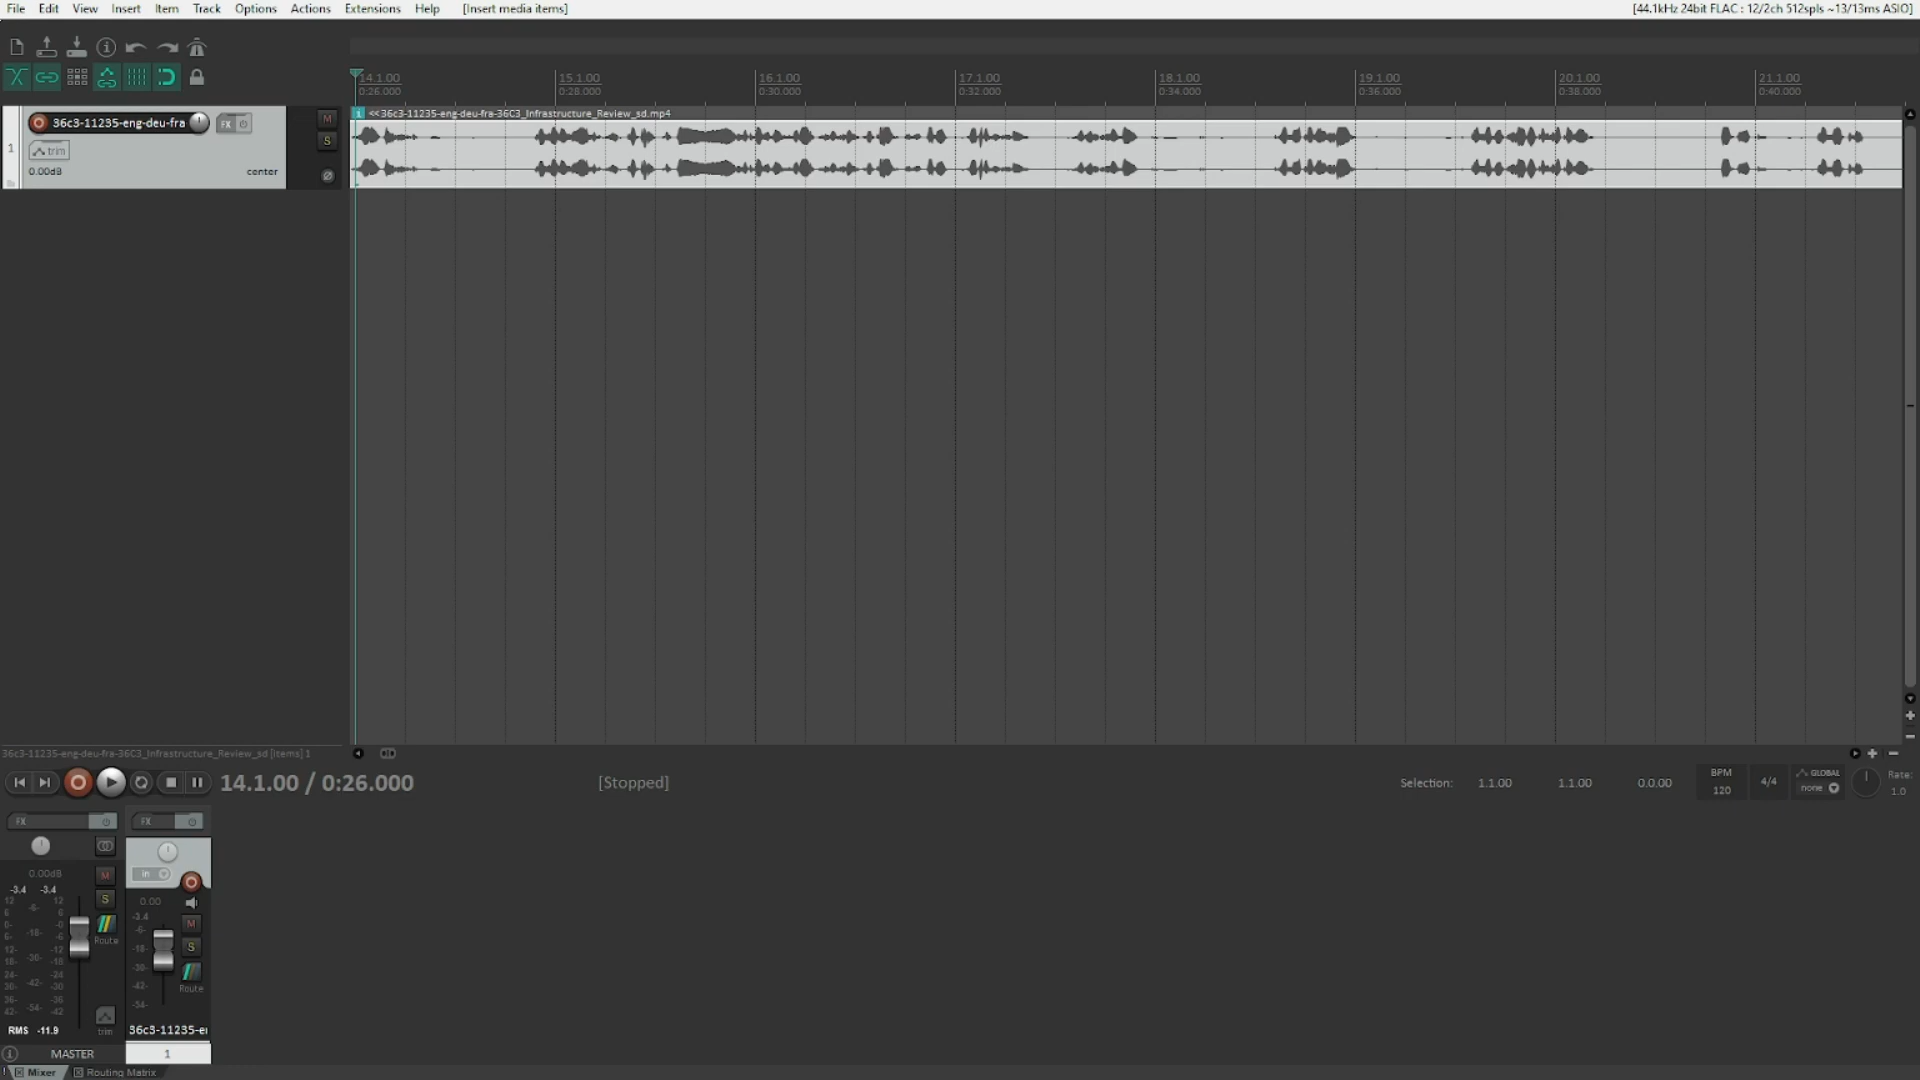 File Edit View Insert Item Track Options Actions Extensions Help [Insert media items] [44.1kHz 24bit FLAC : 12/2ch 512spls ~13/13ms ASIO]
14.1.00 15.1.00 16.1.00 17.1.00 18.1.00 19.1.00 20.1.00 21.1.00
0:26.000 0:28.000 0:30.000 0:32.000 0:34.000 0:36.000 0:38.000 0:40.000
<<36c3-11235-eng-deu-fra-36C3_Infrastructure_Review_sd.mp4
36c3-11235-eng-deu-fra FX M
1 trim S
0.00dB center
36c3-11235-eng-deu-fra-36C3_Infrastructure_Review_sd [items] 1
14.1.00 / 0:26.000 [Stopped] Selection: 1.1.00 1.1.00 0.0.00 BPM 120 4/4 GLOBAL none Rate: 1.0
FX FX
in
0.00dB M 0.00
-3.4 -3.4 S -3.4 M
12 -6- 12 -6- S
6 6
0- -18- -0 -18-
6- -6 Route
12- -12 -30- Route
18- -30- -18
24- -42- -24 -42-
30- -30
36- -54- -36 -54-
42- -42
trim
RMS -11.9 36c3-11235-e
MASTER 1
Mixer Routing Matrix